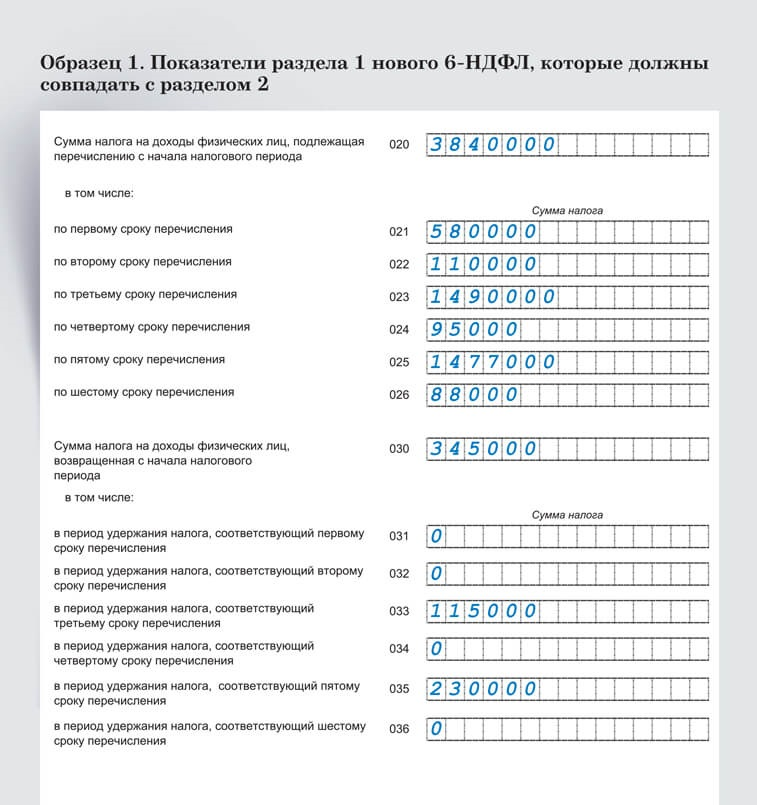 Образец 1. Показатели раздела 1 нового 6-НДФЛ, которые должны
совпадать с разделом 2
Сумма налога на доходы физических лиц, подлежащая
перечислению с начала налогового периода
020
3840000
в том числе:
Сумма налога
по первому сроку перечисления 021 580000
по второму сроку перечисления 022 110000
по третьему сроку перечисления 023 1490000
по четвертому сроку перечисления 024 95000
по пятому сроку перечисления 025 1477000
по шестому сроку перечисления 026 88000
Сумма налога на доходы физических лиц,
возвращенная с начала налогового
периода
030
345000
в том числе:
Сумма налога
в период удержания налога, соответствующий первому
сроку перечисления
031
0
в период удержания налога, соответствующий второму
сроку перечисления
032
0
в период удержания налога, соответствующий
третьему сроку перечисления
033
115000
в период удержания налога, соответствующий
четвертому сроку перечисления
034
0
в период удержания налога, соответствующий пятому
сроку перечисления
035
230000
в период удержания налога, соответствующий шестому
сроку перечисления
036
0